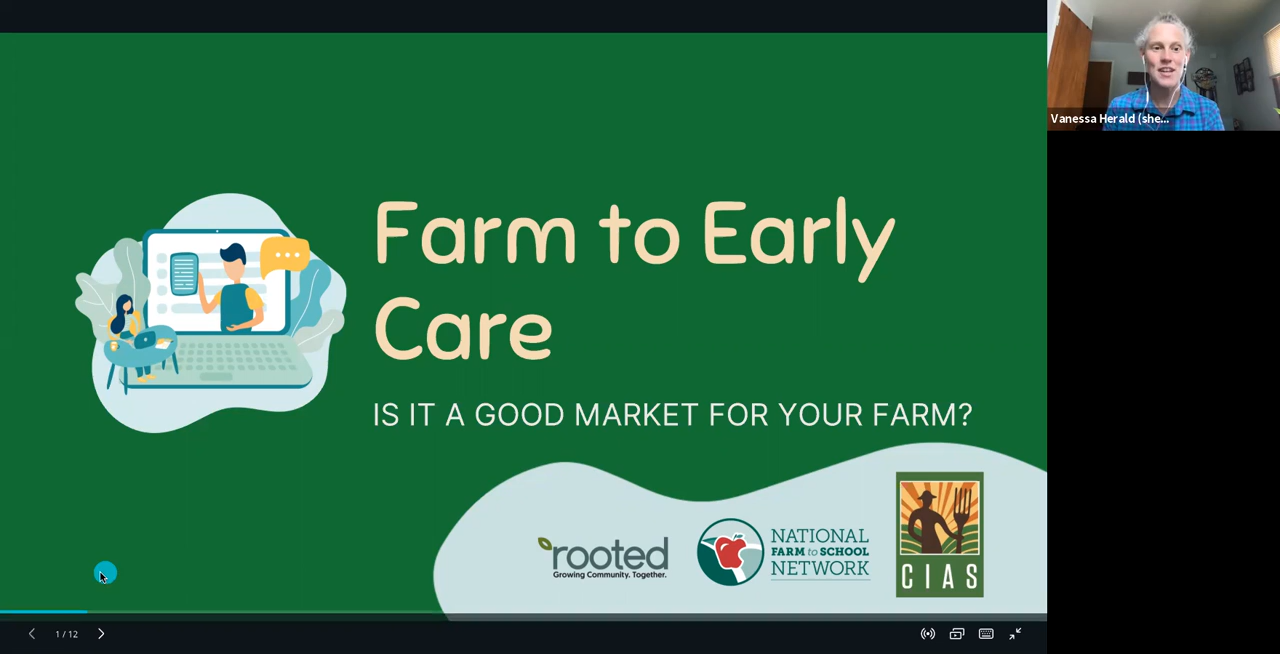 Farm to Early
Care
IS IT A GOOD MARKET FOR YOUR FARM?
rooted
Growing Community. Together.
NATIONAL
FARM to SCHOOL
NETWORK
CIAS
Vanessa Herald (she...
1 / 12